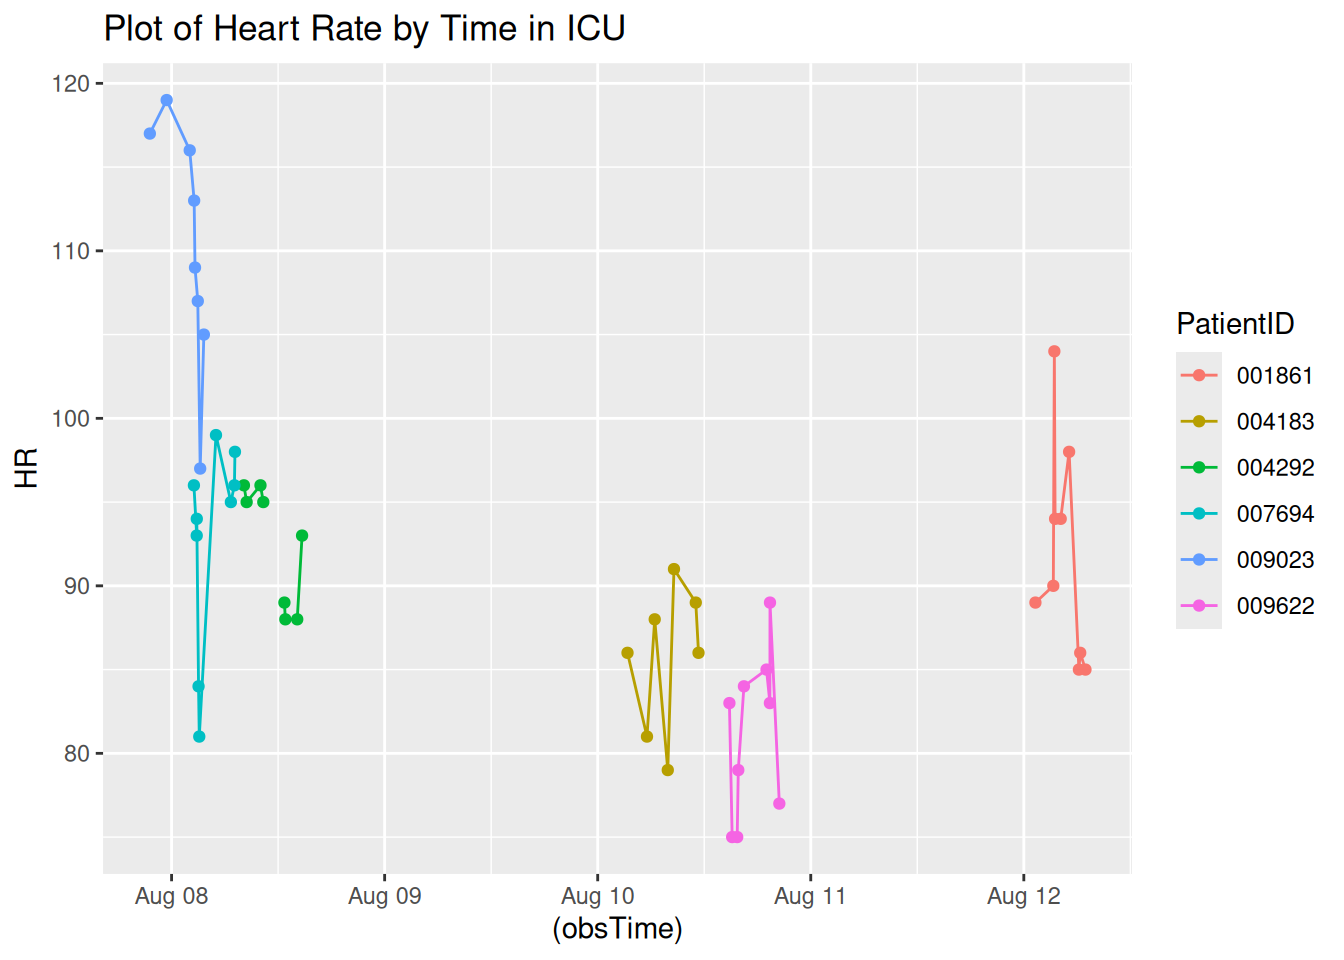 Plot of Heart Rate by Time in ICU
120
110
100
90
80
HR
Aug 08
Aug 09
Aug 10
Aug 11
Aug 12
(obsTime)
PatientID
001861
004183
004292
007694
009023
009622